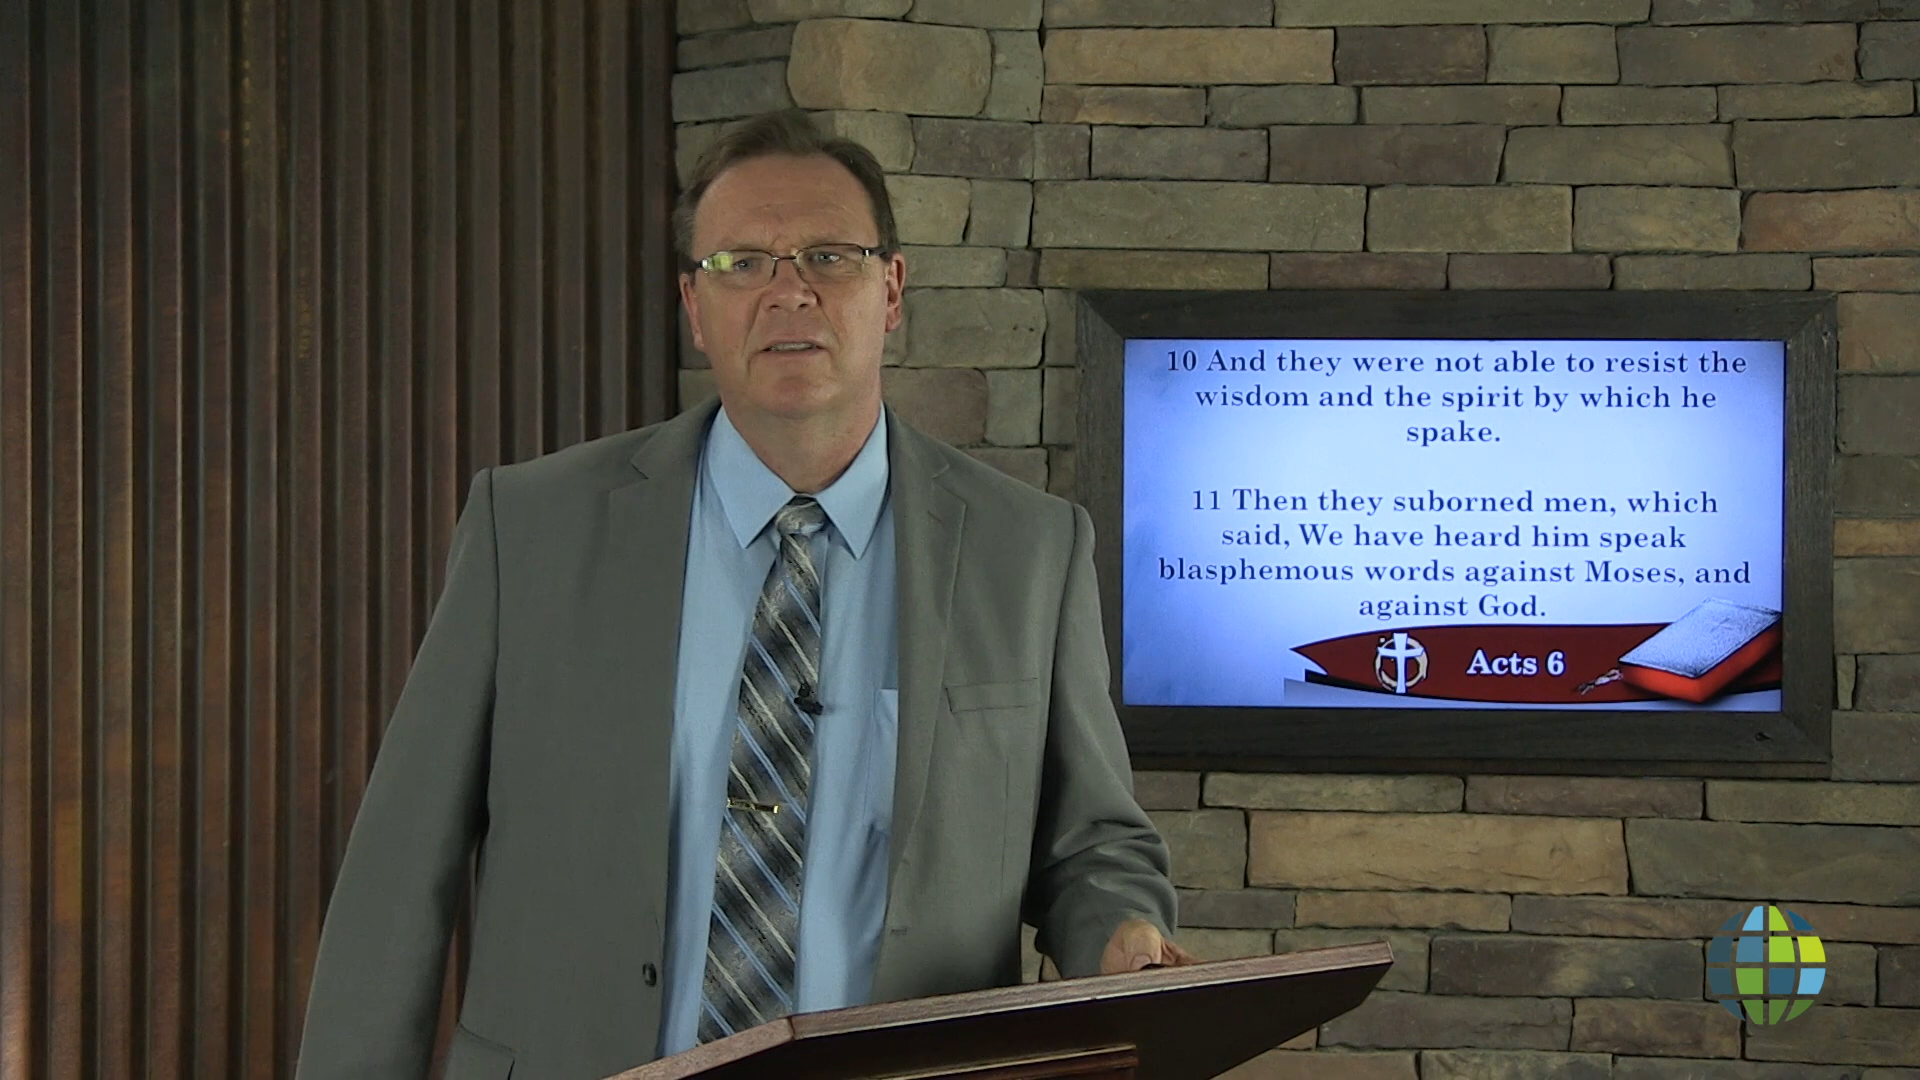 10 And they were not able to resist the
wisdom and the spirit by which he
spake.
11 Then they suborned men, which
said, We have heard him speak
blasphemous words against Moses, and
against God.
Acts 6